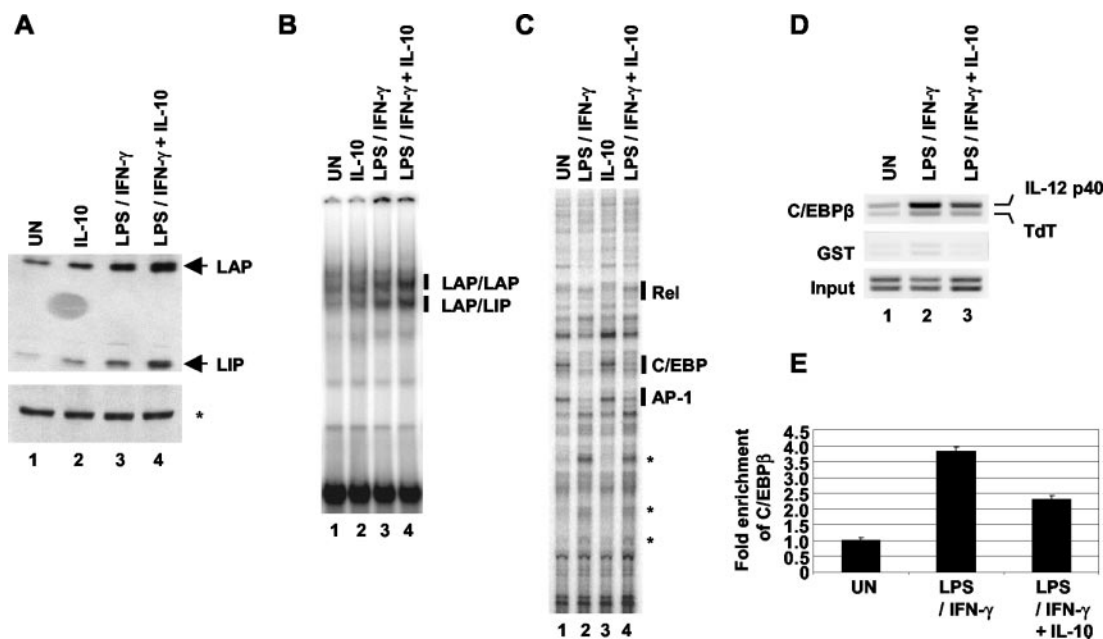 A
UN
IL-10
LPS / IFN-γ
LPS / IFN-γ + IL-10
LAP
LIP
*
1 2 3 4
B
UN
IL-10
LPS / IFN-γ
LPS / IFN-γ + IL-10
LAP/LAP
LAP/LIP
1 2 3 4
C
UN
LPS / IFN-γ
IL-10
LPS / IFN-γ + IL-10
Rel
C/EBP
AP-1
*
*
*
1 2 3 4
D
UN
LPS / IFN-γ
LPS / IFN-γ + IL-10
C/EBPβ
IL-12 p40
TdT
GST
Input
1 2 3
E
Fold enrichment
of C/EBPβ
4.5
4.0
3.5
3.0
2.5
2.0
1.5
1.0
.5
0
UN
LPS
/ IFN-γ
LPS
/ IFN-γ
+ IL-10